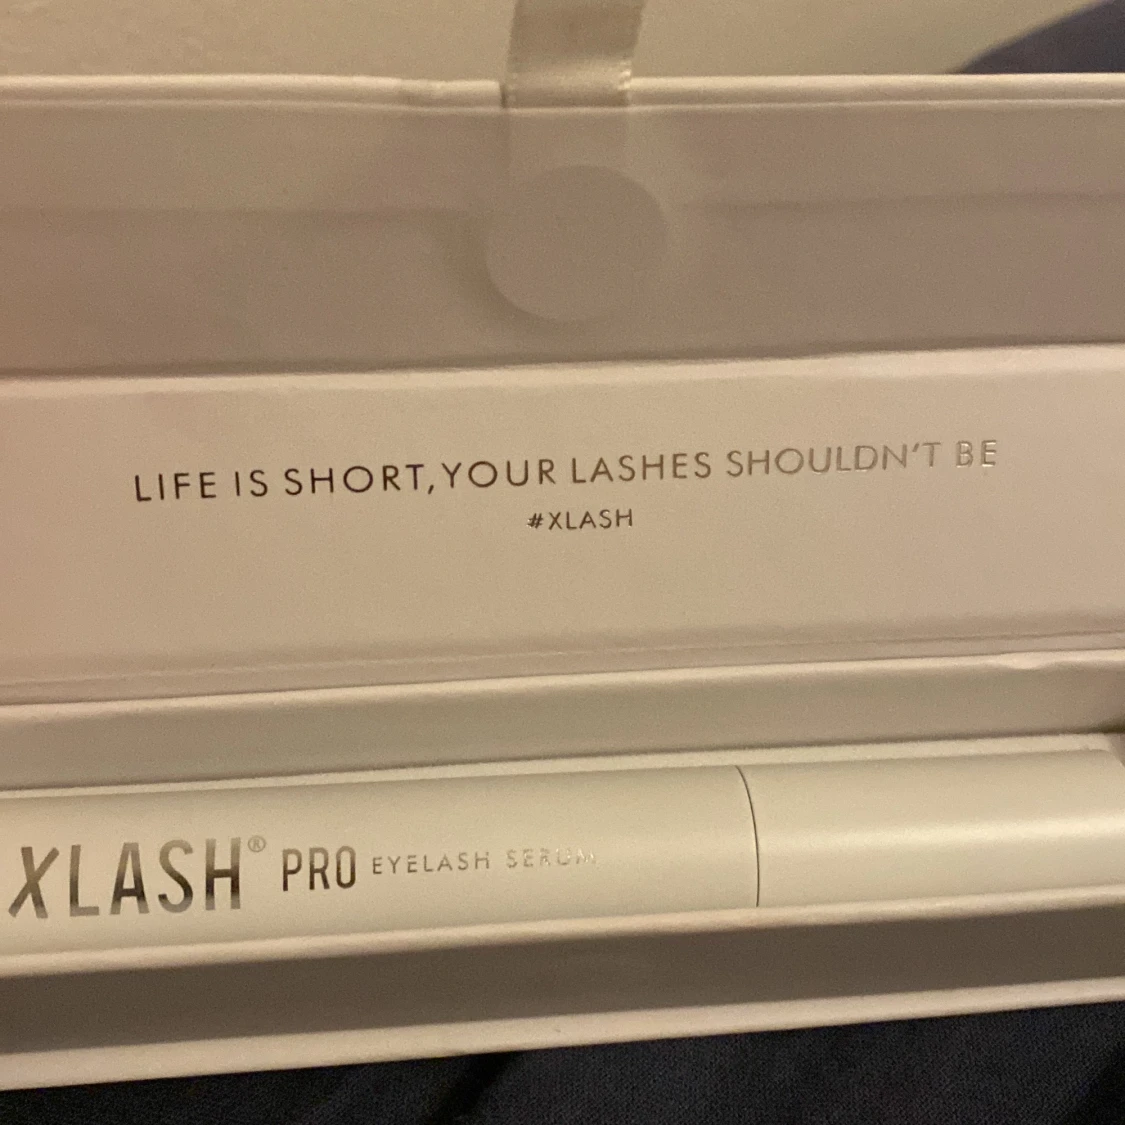 LIFE IS SHORT, YOUR LASHES SHOULDN'T BE
#XLASH
XLASH® PRO EYELASH SERUM